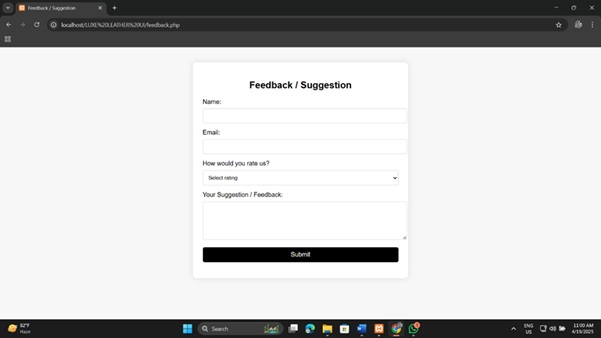 Feedback / Suggestion
localhost/LUXE%20LEATHER%20UI/feedback.php
Feedback / Suggestion
Name:
Email:
How would you rate us?
Select rating
Your Suggestion / Feedback:
Submit
82°F
Haze
Search
ENG
US
11:00 AM
4/19/2025